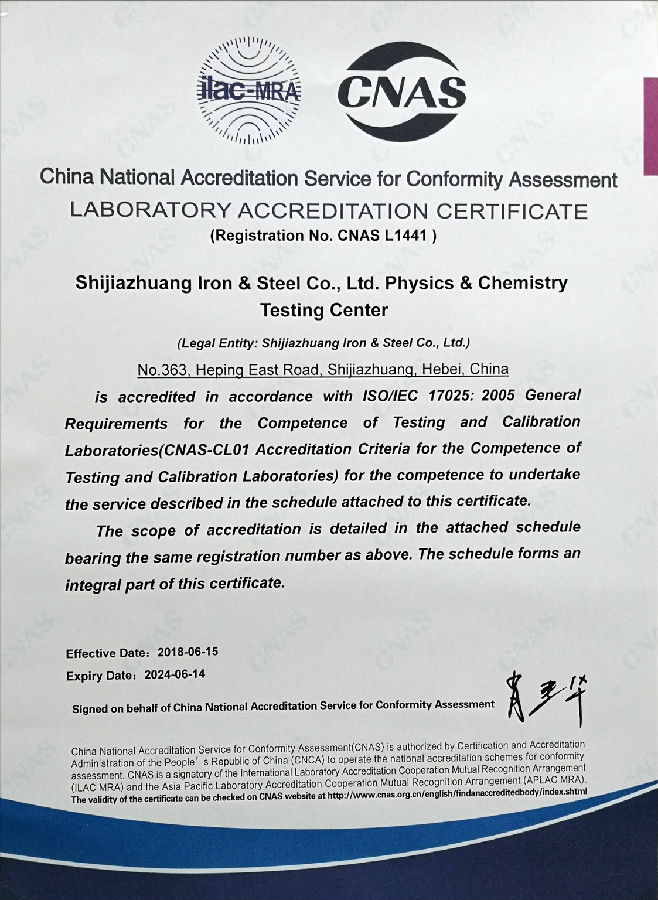 ilac-MRA
CNAS
China National Accreditation Service for Conformity Assessment
LABORATORY ACCREDITATION CERTIFICATE
(Registration No. CNAS L1441 )
Shijiazhuang Iron & Steel Co., Ltd. Physics & Chemistry
Testing Center
(Legal Entity: Shijiazhuang Iron & Steel Co., Ltd.)
No.363, Heping East Road, Shijiazhuang, Hebei, China
is accredited in accordance with ISO/IEC 17025: 2005 General
Requirements for the Competence of Testing and Calibration
Laboratories(CNAS-CL01 Accreditation Criteria for the Competence of
Testing and Calibration Laboratories) for the competence to undertake
the service described in the schedule attached to this certificate.
The scope of accreditation is detailed in the attached schedule
bearing the same registration number as above. The schedule forms an
integral part of this certificate.
Effective Date: 2018-06-15
Expiry Date: 2024-06-14
Signed on behalf of China National Accreditation Service for Conformity Assessment
China National Accreditation Service for Conformity Assessment(CNAS) is authorized by Certification and Accreditation
Administration of the People's Republic of China (CNCA) to operate the national accreditation schemes for conformity
assessment. CNAS is a signatory of the International Laboratory Accreditation Cooperation Mutual Recognition Arrangement
(ILAC MRA) and the Asia Pacific Laboratory Accreditation Cooperation Mutual Recognition Arrangement (APLAC MRA).
The validity of the certificate can be checked on CNAS website at http://www.cnas.org.cn/english/findanaccreditedbody/index.shtml